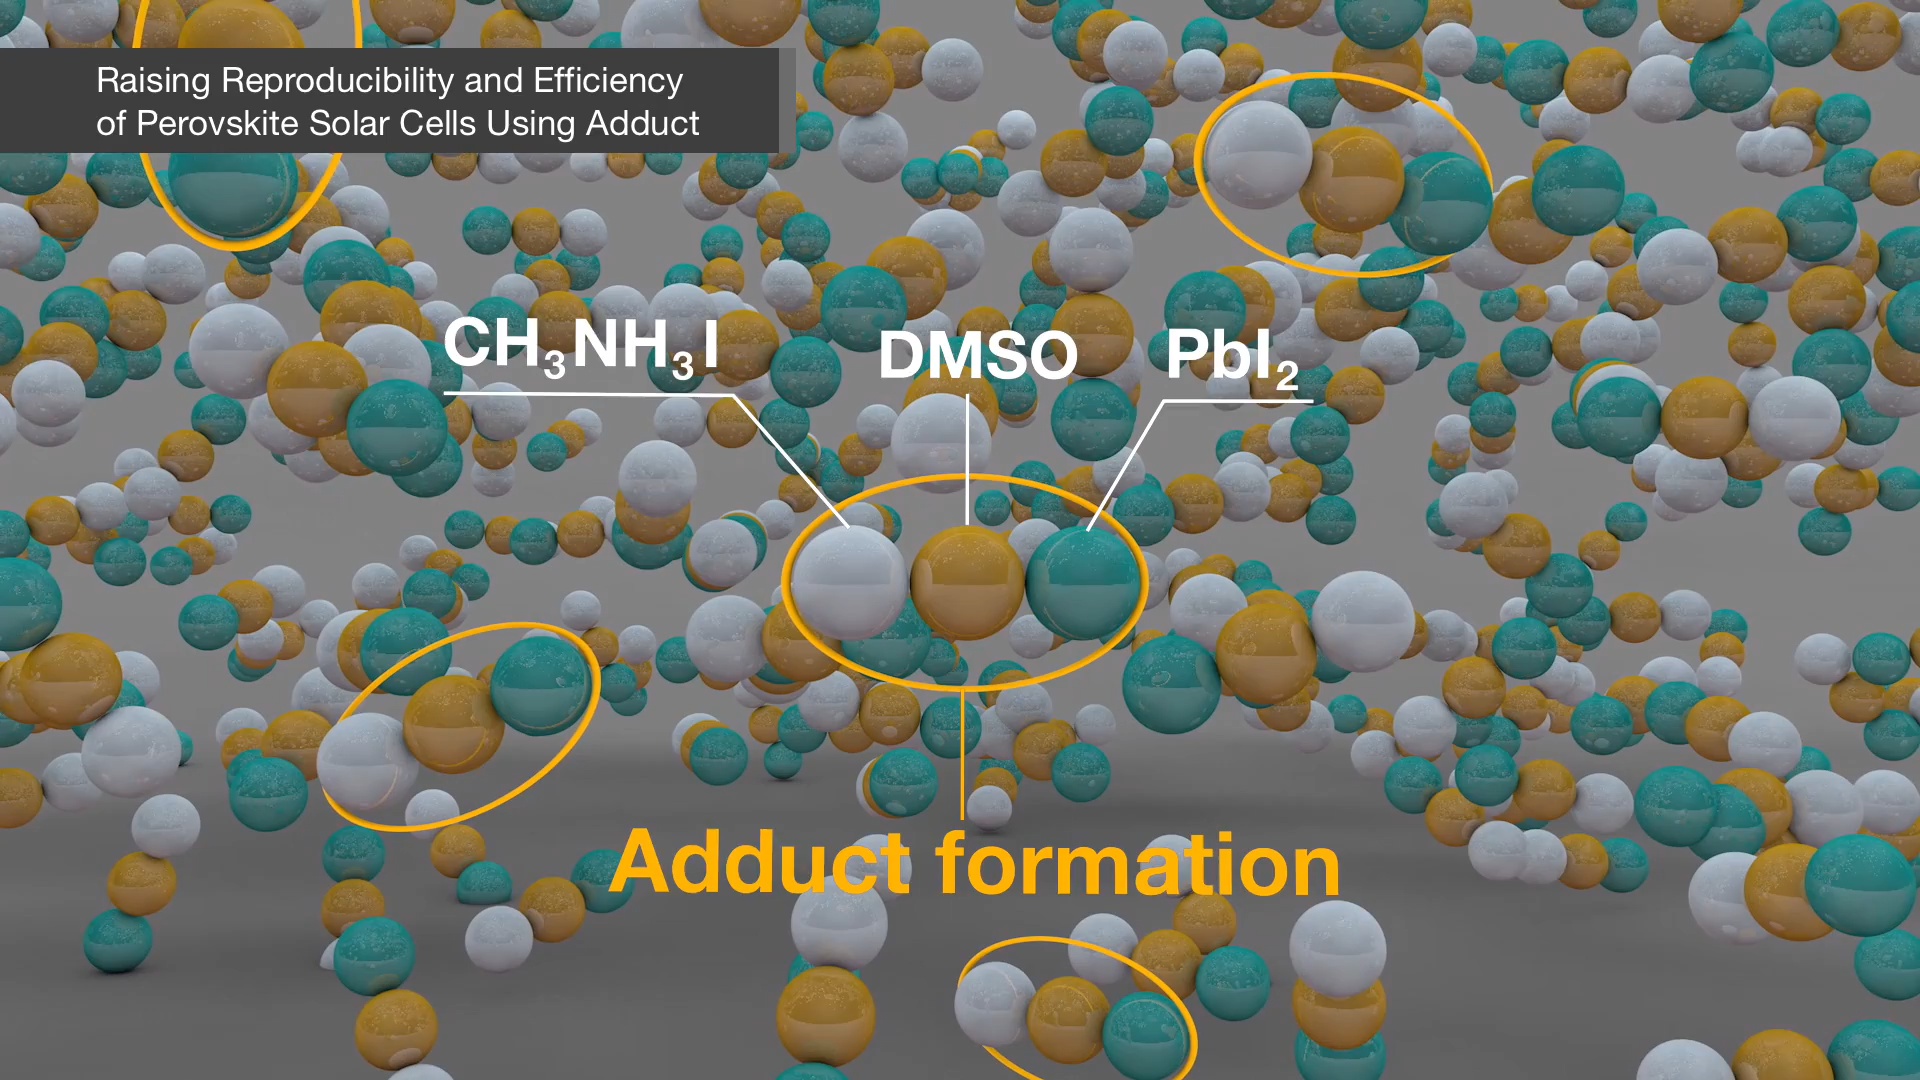 Raising Reproducibility and Efficiency
of Perovskite Solar Cells Using Adduct
CH₃NH₃I
DMSO
PbI₂
Adduct formation